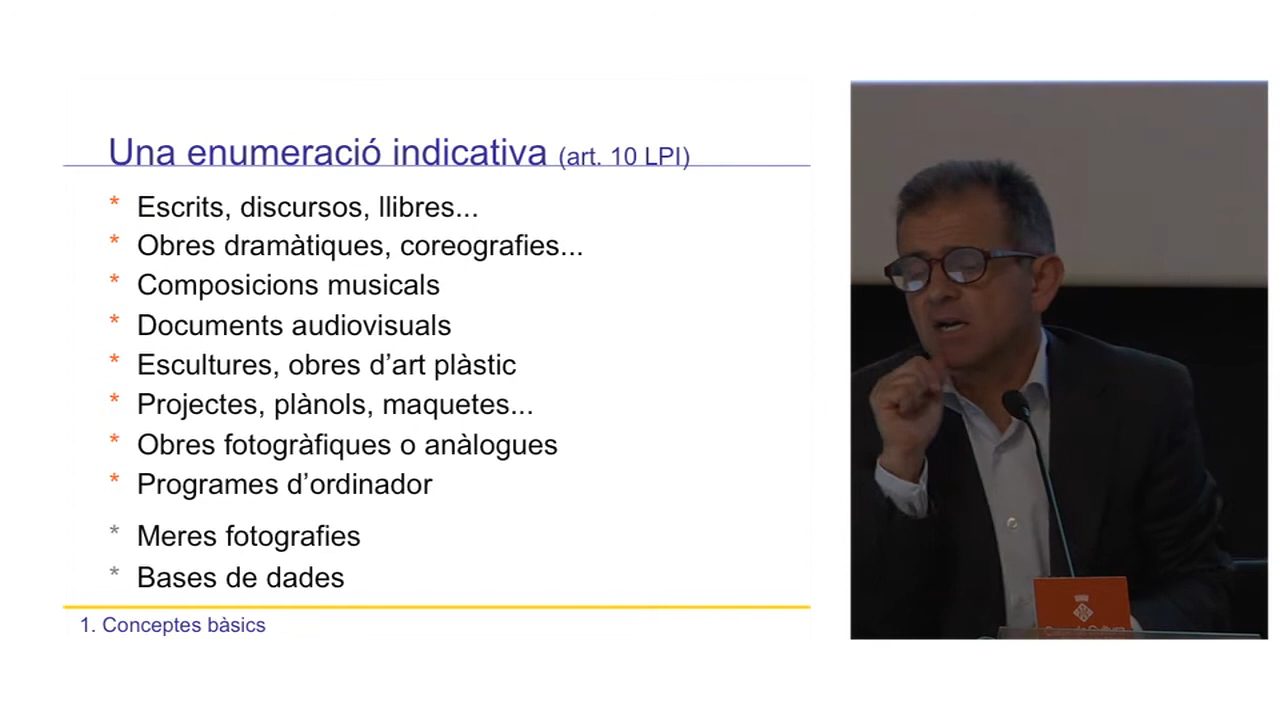 Una enumeració indicativa (art. 10 LPI)
* Escrits, discursos, llibres...
* Obres dramàtiques, coreografies...
* Composicions musicals
* Documents audiovisuals
* Escultures, obres d’art plàstic
* Projectes, plànols, maquetes...
* Obres fotogràfiques o anàlogues
* Programes d’ordinador
* Meres fotografies
* Bases de dades
1. Conceptes bàsics